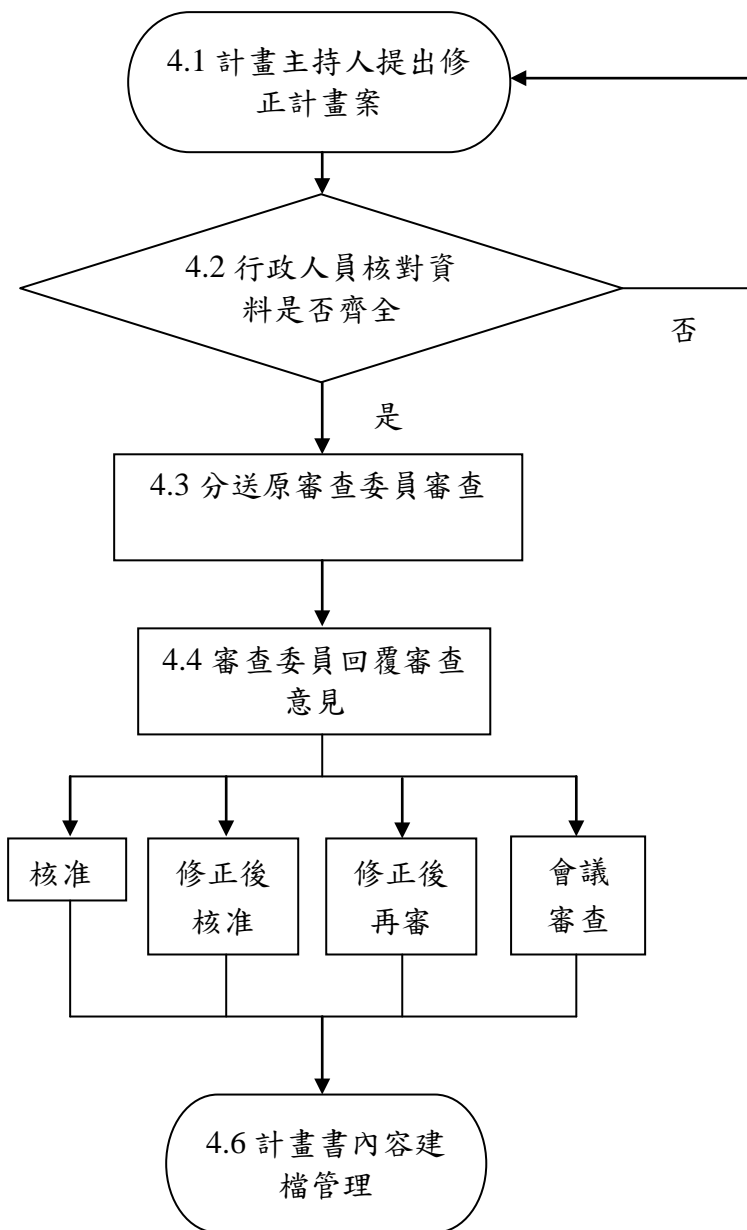 4.1 計畫主持人提出修
正計畫案
4.2 行政人員核對資
料是否齊全
否
是
4.3 分送原審查委員審查
4.4 審查委員回覆審查
意見
核准
修正後
核准
修正後
再審
會議
審查
4.6 計畫書內容建
檔管理